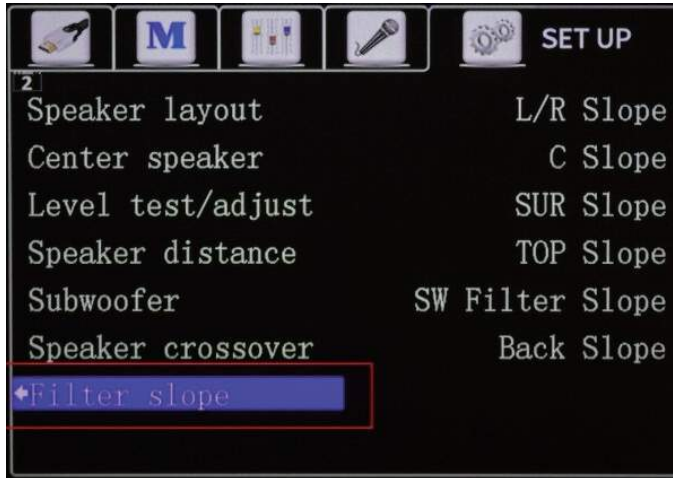 M
SET UP
2
Speaker layout
L/R Slope
Center speaker
C Slope
Level test/adjust
SUR Slope
Speaker distance
TOP Slope
Subwoofer
SW Filter Slope
Speaker crossover
Back Slope
Filter slope